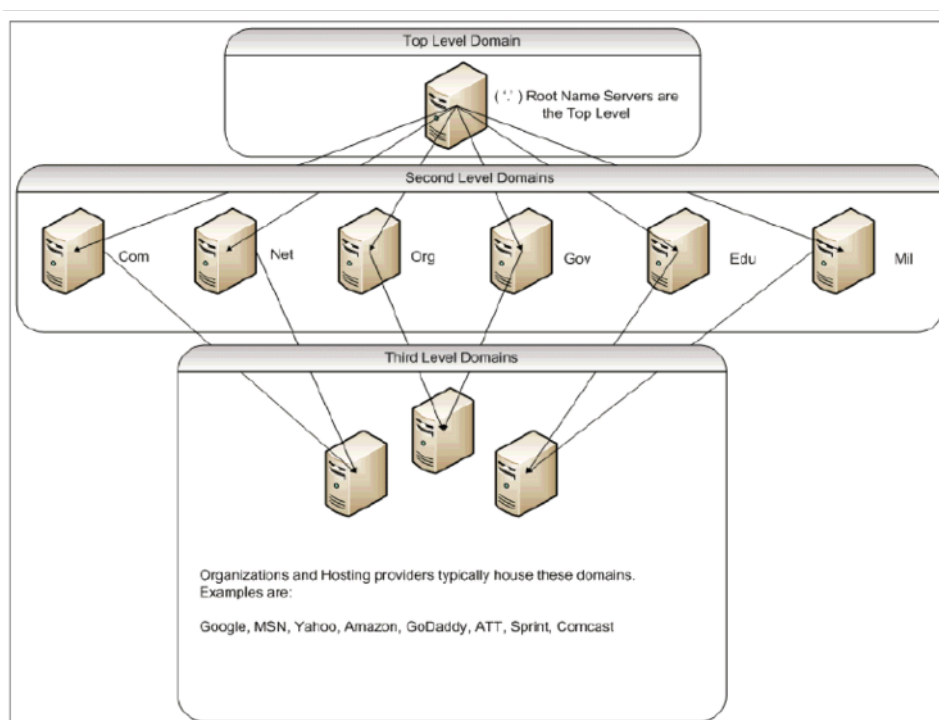 Top Level Domain
( '.' ) Root Name Servers are
the Top Level
Second Level Domains
Com
Net
Org
Gov
Edu
Mil
Third Level Domains
Organizations and Hosting providers typically house these domains.
Examples are:
Google, MSN, Yahoo, Amazon, GoDaddy, ATT, Sprint, Comcast